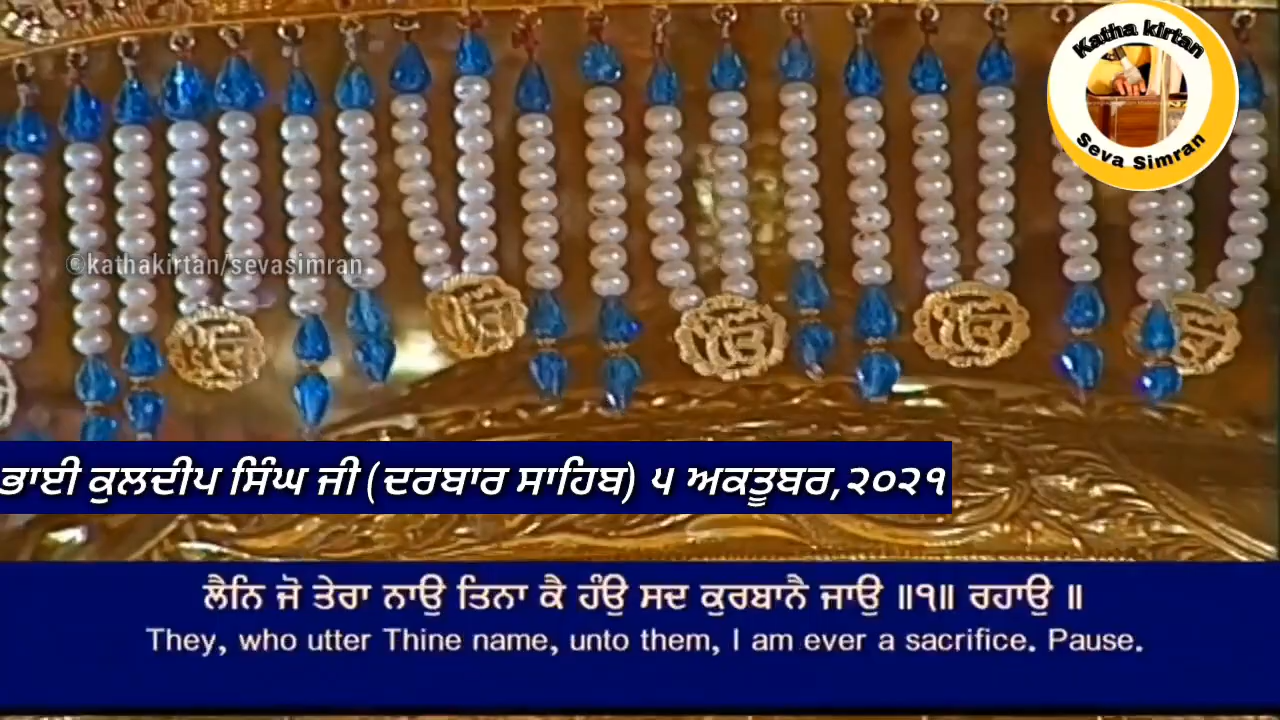 Katha kirtan
Seva Simran
©kathakirtan/sevasimran
ਭਾਈ ਕੁਲਦੀਪ ਸਿੰਘ ਜੀ (ਦਰਬਾਰ ਸਾਹਿਬ) ੫ ਅਕਤੂਬਰ,੨੦੨੧
ਲੈਨਿ ਜੋ ਤੇਰਾ ਨਾਉ ਤਿਨਾ ਕੈ ਹੰਉ ਸਦ ਕੁਰਬਾਨੈ ਜਾਉ ॥੧॥ ਰਹਾਉ ॥
They, who utter Thine name, unto them, I am ever a sacrifice. Pause.